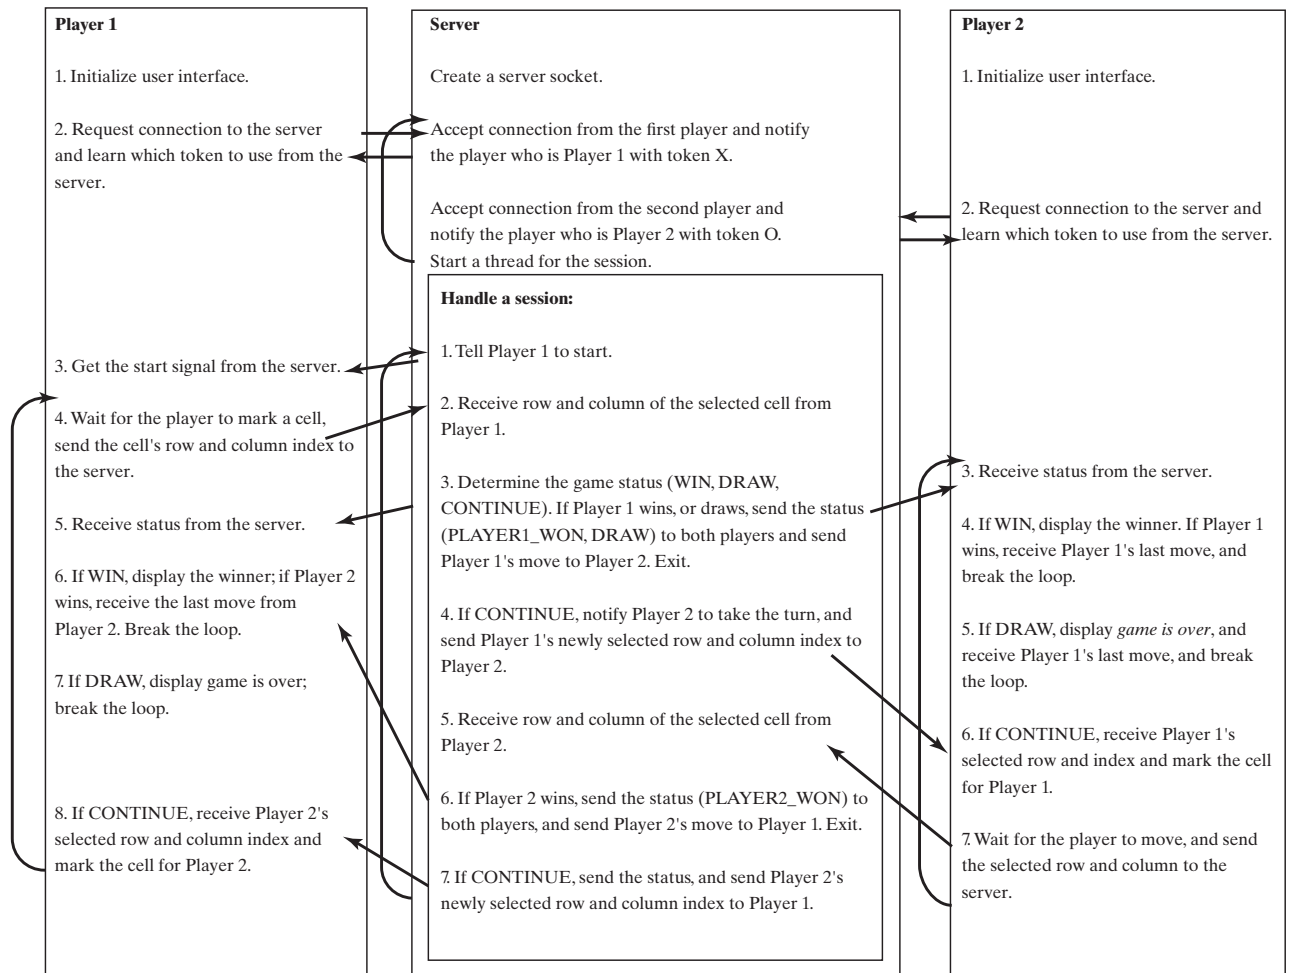 Player 1
1. Initialize user interface.
2. Request connection to the server
and learn which token to use from the
server.
3. Get the start signal from the server.
4. Wait for the player to mark a cell,
send the cell's row and column index to
the server.
5. Receive status from the server.
6. If WIN, display the winner; if Player 2
wins, receive the last move from
Player 2. Break the loop.
7. If DRAW, display game is over;
break the loop.
8. If CONTINUE, receive Player 2's
selected row and column index and
mark the cell for Player 2.
Server
Create a server socket.
Accept connection from the first player and notify
the player who is Player 1 with token X.
Accept connection from the second player and
notify the player who is Player 2 with token O.
Start a thread for the session.
Handle a session:
1. Tell Player 1 to start.
2. Receive row and column of the selected cell from
Player 1.
3. Determine the game status (WIN, DRAW,
CONTINUE). If Player 1 wins, or draws, send the status
(PLAYER1_WON, DRAW) to both players and send
Player 1's move to Player 2. Exit.
4. If CONTINUE, notify Player 2 to take the turn, and
send Player 1's newly selected row and column index to
Player 2.
5. Receive row and column of the selected cell from
Player 2.
6. If Player 2 wins, send the status (PLAYER2_WON) to
both players, and send Player 2's move to Player 1. Exit.
7. If CONTINUE, send the status, and send Player 2's
newly selected row and column index to Player 1.
Player 2
1. Initialize user interface.
2. Request connection to the server and
learn which token to use from the server.
3. Receive status from the server.
4. If WIN, display the winner. If Player 1
wins, receive Player 1's last move, and
break the loop.
5. If DRAW, display game is over, and
receive Player 1's last move, and break
the loop.
6. If CONTINUE, receive Player 1's
selected row and index and mark the cell
for Player 1.
7. Wait for the player to move, and send
the selected row and column to the
server.